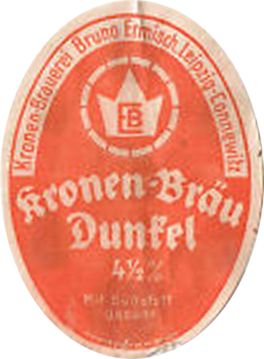 Kronen-Brauerei Bruno Ermisch, Leipzig-Connewitz
EB
Kronen-Bräu
Dunkel
4½%
Mit Süßstoff